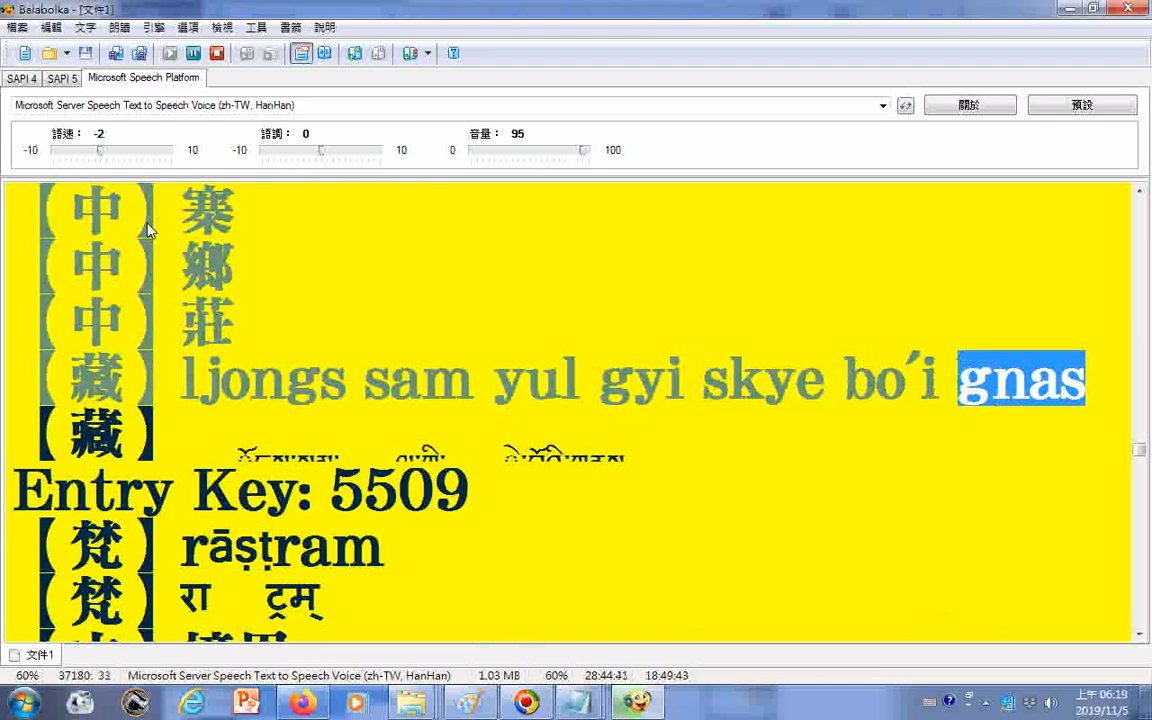 Balabolka - [文件1]
檔案 編輯 文字 朗讀 引擎 選項 檢視 工具 書籤 說明
SAPI 4 SAPI 5 Microsoft Speech Platform
Microsoft Server Speech Text to Speech Voice (zh-TW, HanHan) 關於 預設
語速： -2 語調： 0 音量： 95
-10 10 -10 10 0 100
【中】寨
【中】鄉
【中】莊
【藏】ljongs sam yul gyi skye bo´i gnas
【藏】
Entry Key: 5509
【梵】rāṣṭram
【梵】रा ट्रम्
文件1
60% 37180: 33 Microsoft Server Speech Text to Speech Voice (zh-TW, HanHan) 1.03 MB 60% 28:44:41 18:49:43
上午 06:19
2019/11/5